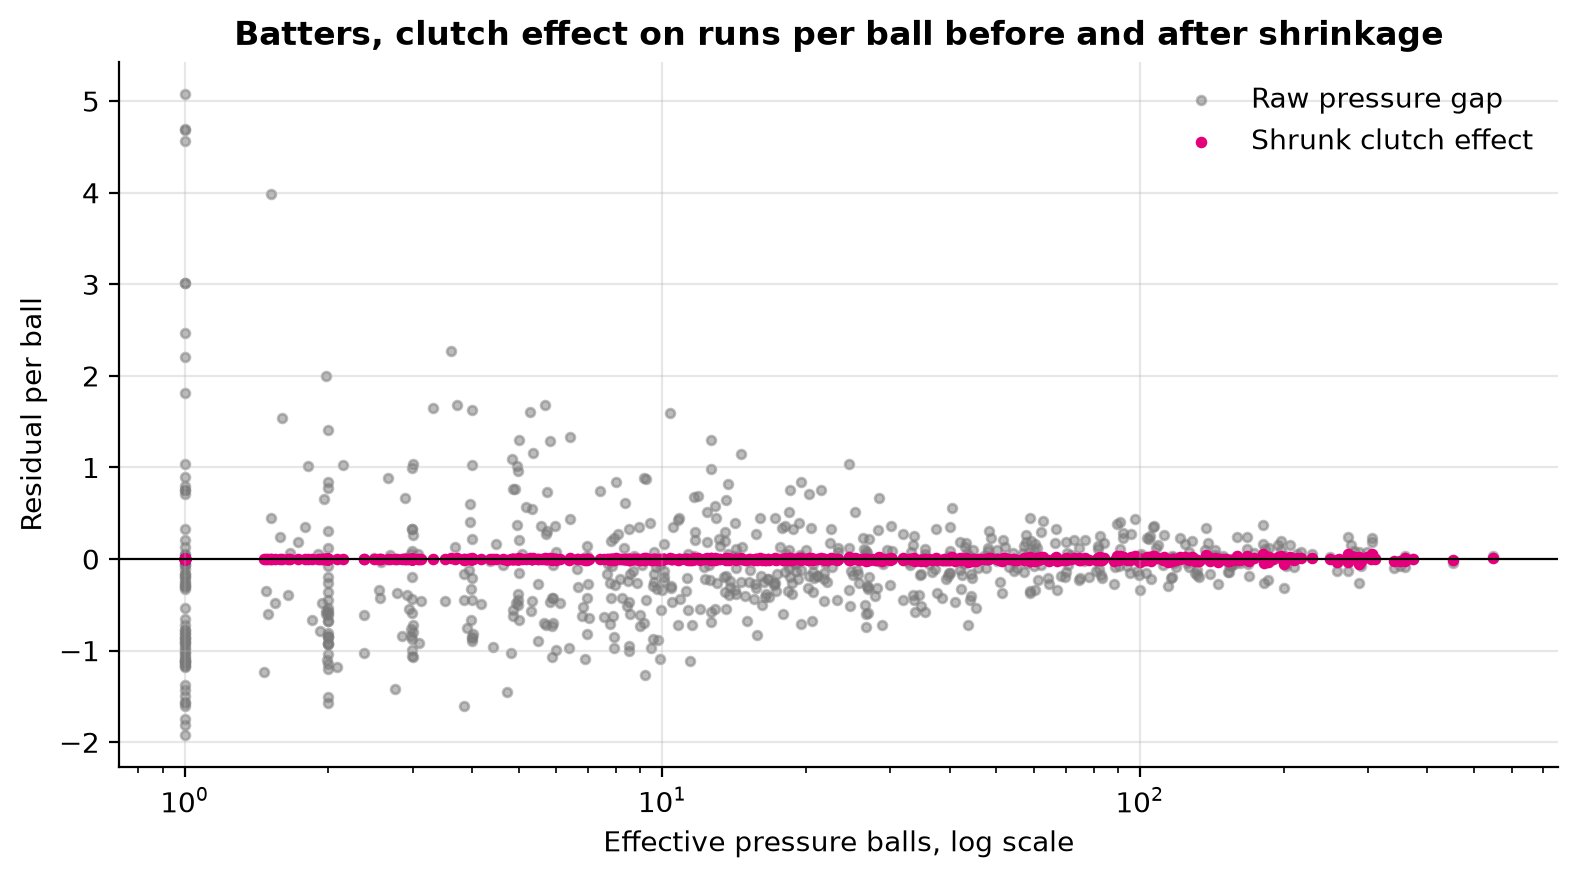 Batters, clutch effect on runs per ball before and after shrinkage
Raw pressure gap
Shrunk clutch effect
Residual per ball
5
4
3
2
1
0
−1
−2
10⁰
10¹
10²
Effective pressure balls, log scale